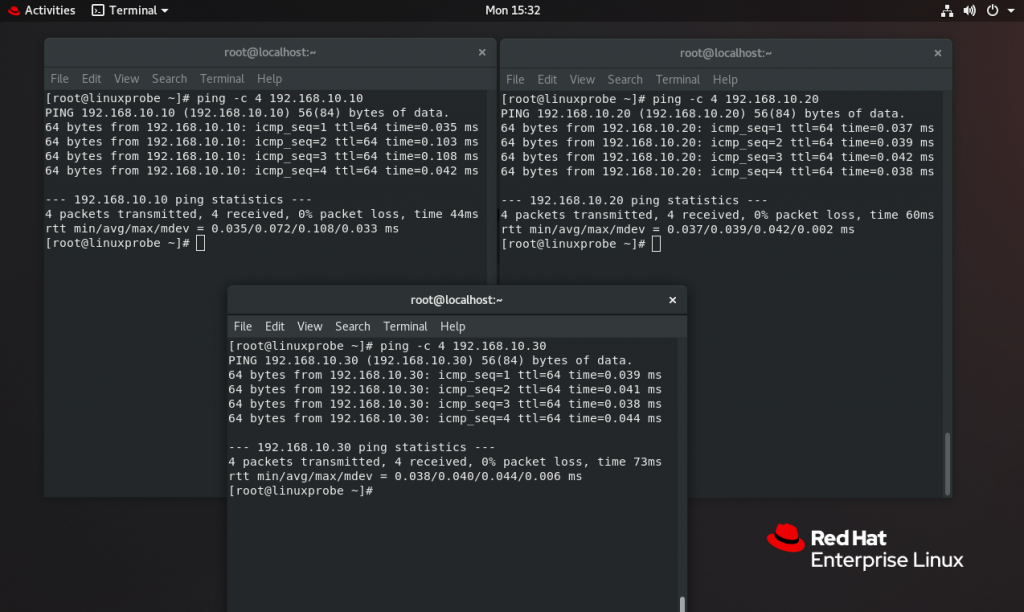 Activities Terminal Mon 15:32
root@localhost:~
File Edit View Search Terminal Help
[root@linuxprobe ~]# ping -c 4 192.168.10.10
PING 192.168.10.10 (192.168.10.10) 56(84) bytes of data.
64 bytes from 192.168.10.10: icmp_seq=1 ttl=64 time=0.035 ms
64 bytes from 192.168.10.10: icmp_seq=2 ttl=64 time=0.103 ms
64 bytes from 192.168.10.10: icmp_seq=3 ttl=64 time=0.108 ms
64 bytes from 192.168.10.10: icmp_seq=4 ttl=64 time=0.042 ms
--- 192.168.10.10 ping statistics ---
4 packets transmitted, 4 received, 0% packet loss, time 44ms
rtt min/avg/max/mdev = 0.035/0.072/0.108/0.033 ms
[root@linuxprobe ~]#
root@localhost:~
File Edit View Search Terminal Help
[root@linuxprobe ~]# ping -c 4 192.168.10.20
PING 192.168.10.20 (192.168.10.20) 56(84) bytes of data.
64 bytes from 192.168.10.20: icmp_seq=1 ttl=64 time=0.037 ms
64 bytes from 192.168.10.20: icmp_seq=2 ttl=64 time=0.039 ms
64 bytes from 192.168.10.20: icmp_seq=3 ttl=64 time=0.042 ms
64 bytes from 192.168.10.20: icmp_seq=4 ttl=64 time=0.038 ms
--- 192.168.10.20 ping statistics ---
4 packets transmitted, 4 received, 0% packet loss, time 60ms
rtt min/avg/max/mdev = 0.037/0.039/0.042/0.002 ms
[root@linuxprobe ~]#
root@localhost:~
File Edit View Search Terminal Help
[root@linuxprobe ~]# ping -c 4 192.168.10.30
PING 192.168.10.30 (192.168.10.30) 56(84) bytes of data.
64 bytes from 192.168.10.30: icmp_seq=1 ttl=64 time=0.039 ms
64 bytes from 192.168.10.30: icmp_seq=2 ttl=64 time=0.041 ms
64 bytes from 192.168.10.30: icmp_seq=3 ttl=64 time=0.038 ms
64 bytes from 192.168.10.30: icmp_seq=4 ttl=64 time=0.044 ms
--- 192.168.10.30 ping statistics ---
4 packets transmitted, 4 received, 0% packet loss, time 73ms
rtt min/avg/max/mdev = 0.038/0.040/0.044/0.006 ms
[root@linuxprobe ~]#
Red Hat
Enterprise Linux